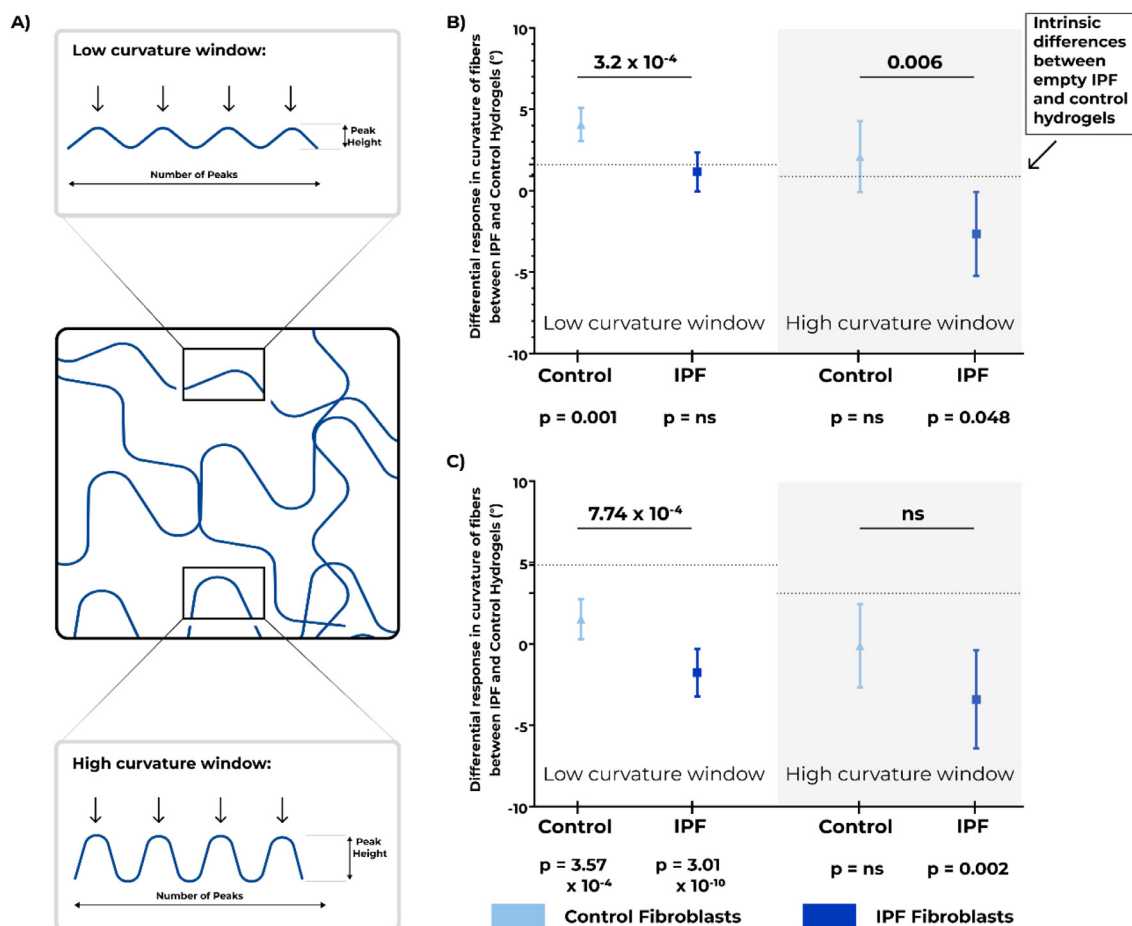 A)
Low curvature window:
Peak
Height
Number of Peaks
High curvature window:
Peak
Height
Number of Peaks
B)
Differential response in curvature of fibers
between IPF and Control Hydrogels (°)
10
5
0
-5
-10
3.2 x 10-4
0.006
Low curvature window
High curvature window
Control
IPF
Control
IPF
p = 0.001
p = ns
p = ns
p = 0.048
Intrinsic
differences
between
empty IPF
and control
hydrogels
C)
Differential response in curvature of fibers
between IPF and Control Hydrogels (°)
10
5
0
-5
-10
7.74 x 10-4
ns
Low curvature window
High curvature window
Control
IPF
Control
IPF
p = 3.57
x 10-4
p = 3.01
x 10-10
p = ns
p = 0.002
Control Fibroblasts
IPF Fibroblasts